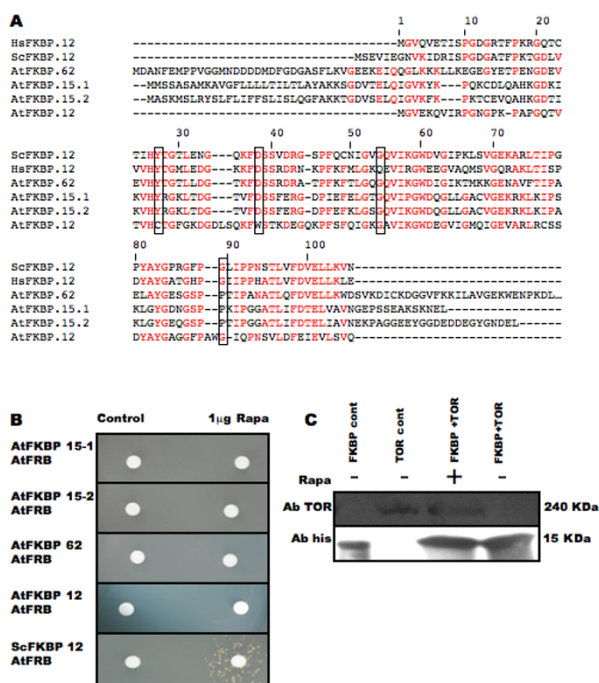 A
1 10 20
HsFKBP.12 ----------------------------------------MGVQVETISPGDGRTFPKRGQTC
ScFKBP.12 ---------------------------------MSEVIEGNVKIDRISPGDGATFPKTGDLV
AtFKBP.62 MDANFEMPPVGGMNDDDDMDFGDGASFLKVGEEKEIQQGLKKKLLKEGEGYETPENGDEV
AtFKBP.15.1 --MMSSASAMKAVGFLLLLTILTLAYAKKSGDVTELQIGVKYK--PQKCDLQAHKGDKI
AtFKBP.15.2 --MASKMSLRYSLFLIFFSLISLQGFAKKTGDVSELQIGVKFK--PKTCEVQAHKGDTI
AtFKBP.12 ----------------------------------------MGVEKQVIRPGNGPK-PAPGQTV
30 40 50 60 70
ScFKBP.12 TIHYTGTLENG--QKFDSSVDRG-SPFQCNIGVGQVIKGWDVGIPKLSVGEKARLTIPG
HsFKBP.12 VVHYTGMLEDG--KKFDSSRDRN-KPFKFMLGKQEVIRGWEEGVAQMSVGQRAKLTISP
AtFKBP.62 EVHYTGTLLDG--TKFDSSRDRA-TPFKFTLGQGQVIKGWDIGIKTMKKGENAVFTIPA
AtFKBP.15.1 KVHYRGKLTDG--TVFDSSFERG-DPIEFELGTGQVIPGWDQGLLGACVGEKRKLKIPS
AtFKBP.15.2 KVHYRGKLTDG--TVFDSSFERG-DPFEFKLGSGQVIKGWDQGLLGACVGEKRKLKIPA
AtFKBP.12 TVHCTGFGKDGDLSQKFWSTKDEGQKPFSFQIGKGAVIKGWDEGVMGMQIGEVARLRCSS
80 90 100
ScFKBP.12 PYAYGPRGFP--GLIPPNSTLVFDVELLKVN----------------------
HsFKBP.12 DYAYGATGHP--GIIPPHATLVFDVELLKLE----------------------
AtFKBP.62 ELAYGESGSP--PTIPANATLQFDVELLKWDSVKDICKDGGVFKKILAVGEKWENPKDL…
AtFKBP.15.1 KLGYGDNGSP--PKIPGGATLIFDTELVAVNGEPSSEAKSNEL-----------
AtFKBP.15.2 KLGYGEQGSP--PTIPGGATLIFDTELIAVNEKPAGGEEYGGDEDDEGYGNDEL------
AtFKBP.12 DYAYGAGGFPAWGIQPNSVLDFEIEVLSVQ----------------------
B
Control 1µg Rapa
AtFKBP 15-1
AtFRB
AtFKBP 15-2
AtFRB
AtFKBP 62
AtFRB
AtFKBP 12
AtFRB
ScFKBP 12
AtFRB
C
FKBP cont
TOR cont
FKBP +TOR
FKBP+TOR
Rapa - - + -
Ab TOR 240 KDa
Ab his 15 KDa